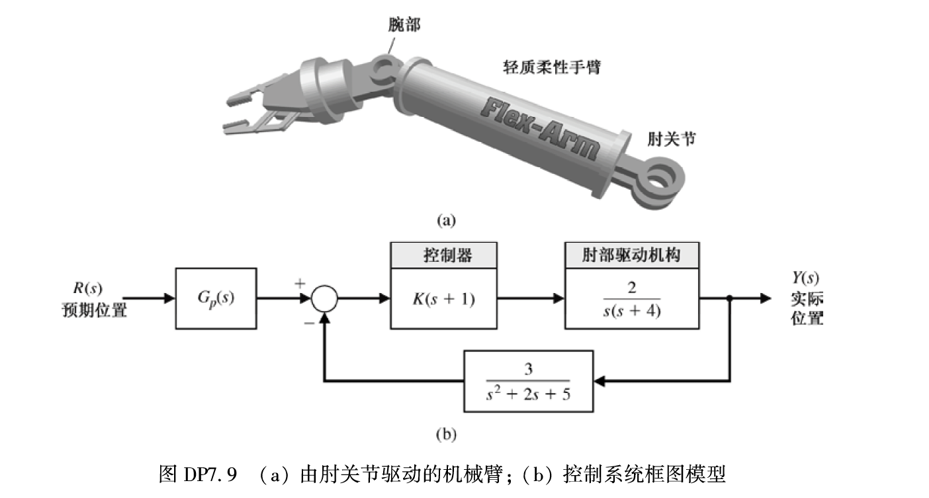 腕部
轻质柔性手臂
Flex-Arm
肘关节
(a)
控制器
肘部驱动机构
R(s)
预期位置
Gp(s)
+
−
K(s + 1)
2
s(s + 4)
Y(s)
实际
位置
3
s² + 2s + 5
(b)
图 DP7.9 (a) 由肘关节驱动的机械臂；(b) 控制系统框图模型